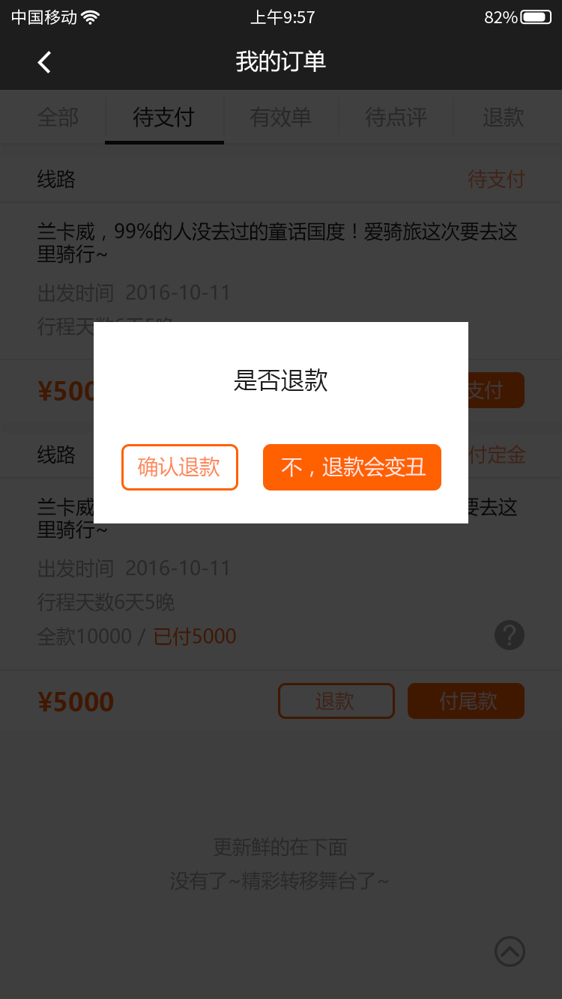 中国移动 上午9:57 82%
我的订单
全部 待支付 有效单 待点评 退款
线路 待支付
兰卡威，99%的人没去过的童话国度！爱骑旅这次要去这
里骑行~
出发时间 2016-10-11
行程天数6天5晚
¥500 支付
是否退款
确认退款 不，退款会变丑
线路 付定金
兰卡威 要去这
里骑行~
出发时间 2016-10-11
行程天数6天5晚
全款10000 / 已付5000 ?
¥5000 退款 付尾款
更新鲜的在下面
没有了~精彩转移舞台了~